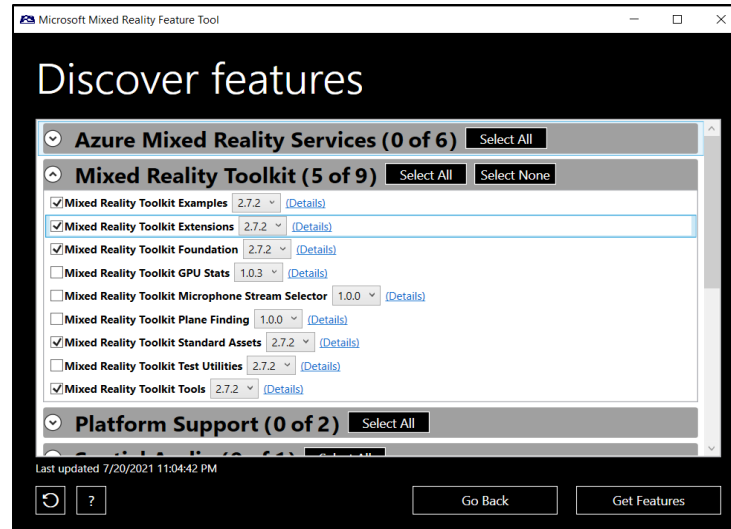 Microsoft Mixed Reality Feature Tool
Discover features
Azure Mixed Reality Services (0 of 6) Select All
Mixed Reality Toolkit (5 of 9) Select All Select None
Mixed Reality Toolkit Examples 2.7.2 (Details)
Mixed Reality Toolkit Extensions 2.7.2 (Details)
Mixed Reality Toolkit Foundation 2.7.2 (Details)
Mixed Reality Toolkit GPU Stats 1.0.3 (Details)
Mixed Reality Toolkit Microphone Stream Selector 1.0.0 (Details)
Mixed Reality Toolkit Plane Finding 1.0.0 (Details)
Mixed Reality Toolkit Standard Assets 2.7.2 (Details)
Mixed Reality Toolkit Test Utilities 2.7.2 (Details)
Mixed Reality Toolkit Tools 2.7.2 (Details)
Platform Support (0 of 2) Select All
Last updated 7/20/2021 11:04:42 PM
? Go Back Get Features